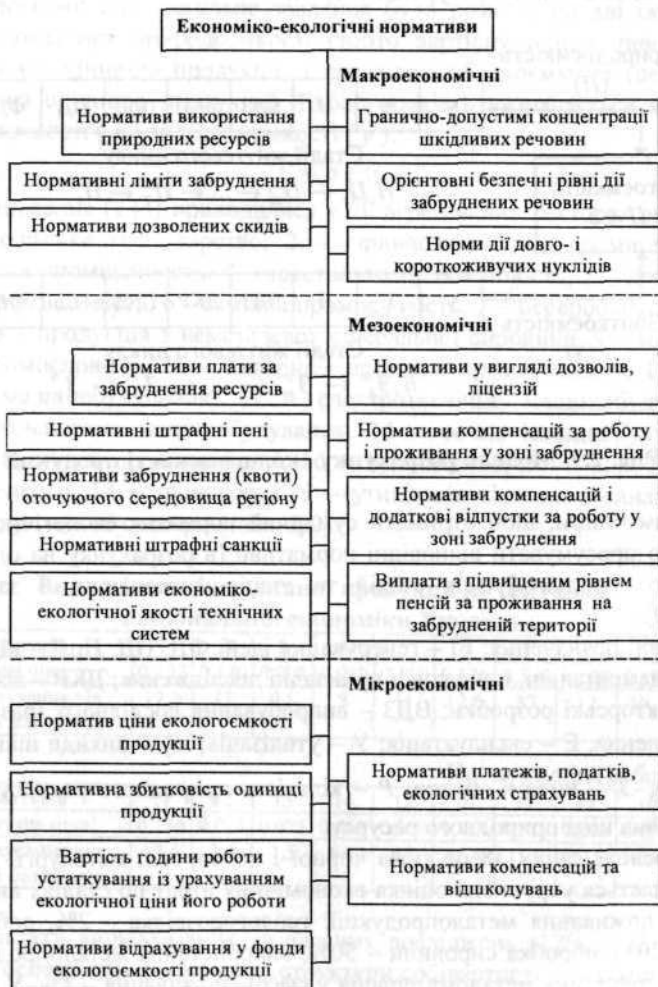 Економіко-екологічні нормативи
Макроекономічні
Нормативи використання
природних ресурсів
Гранично-допустимі концентрації
шкідливих речовин
Нормативні ліміти забруднення
Орієнтовні безпечні рівні дії
забруднених речовин
Нормативи дозволених скидів
Норми дії довго- і
короткоживучих нуклідів
Мезоекономічні
Нормативи плати за
забруднення ресурсів
Нормативи у вигляді дозволів,
ліцензій
Нормативні штрафні пені
Нормативи компенсацій за роботу
і проживання у зоні забруднення
Нормативи забруднення (квоти)
оточуючого середовища регіону
Нормативи компенсацій і
додаткові відпустки за роботу у
зоні забруднення
Нормативні штрафні санкції
Нормативи економіко-
екологічної якості технічних
систем
Виплати з підвищеним рівнем
пенсій за проживання на
забрудненій території
Мікроекономічні
Норматив ціни екологоємкості
продукції
Нормативи платежів, податків,
екологічних страхувань
Нормативна збитковість одиниці
продукції
Вартість години роботи
устаткування із урахуванням
екологічної ціни його роботи
Нормативи компенсацій та
відшкодувань
Нормативи відрахування у фонд
екологоємкості продукції